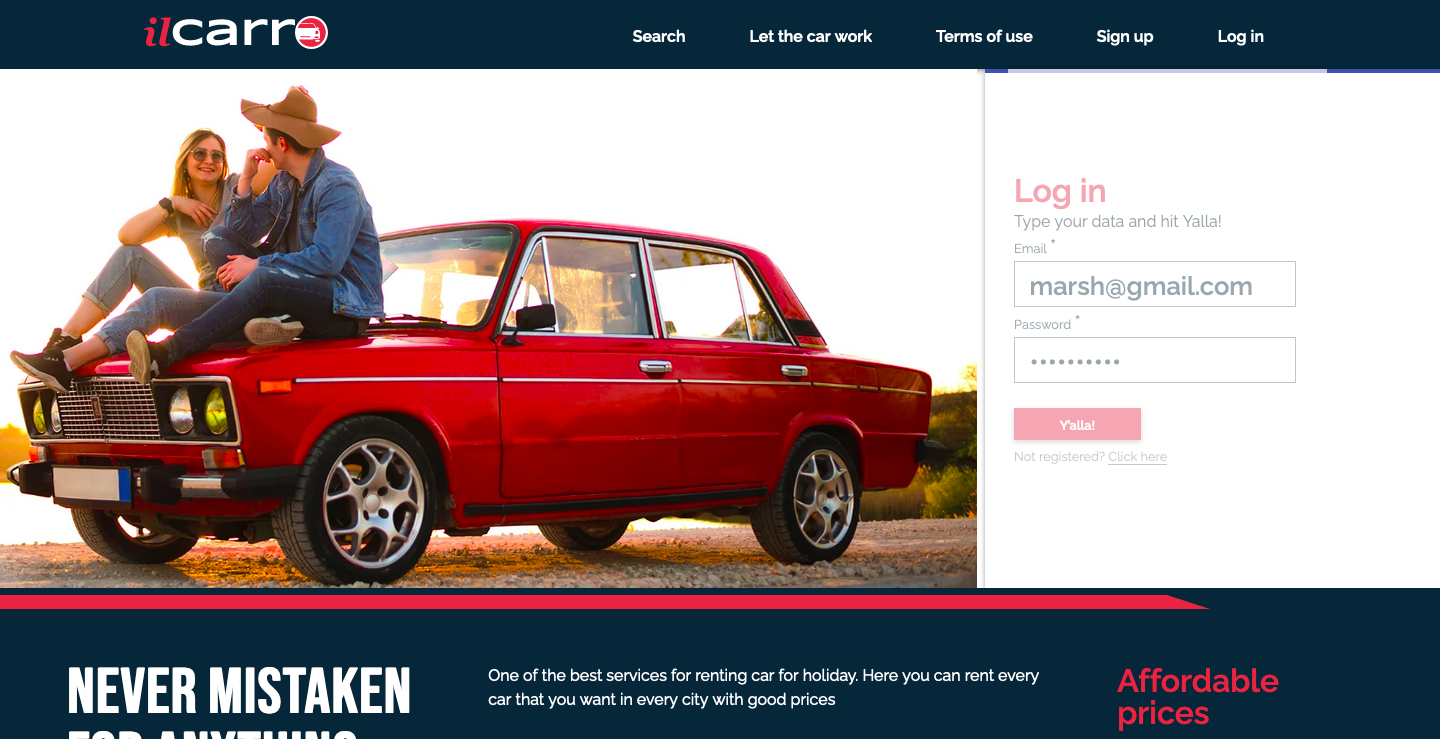 ilcarro
Search
Let the car work
Terms of use
Sign up
Log in
Log in
Type your data and hit Yalla!
Email *
marsh@gmail.com
Password *
••••••••••
Y'alla!
Not registered? Click here
NEVER MISTAKEN
FOR ANYTHING
One of the best services for renting car for holiday. Here you can rent every
car that you want in every city with good prices
Affordable
prices